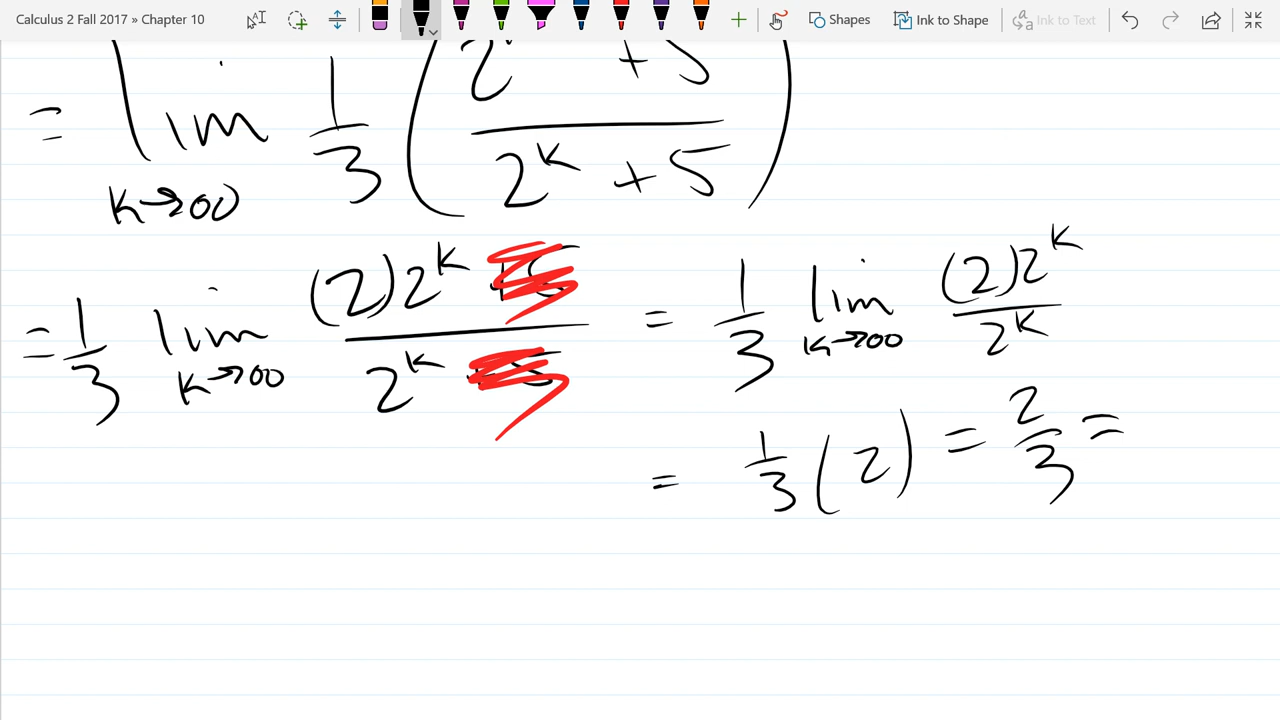 Calculus 2 Fall 2017 » Chapter 10 Shapes Ink to Shape Ink to Text
= lim k→∞ 1/3 ( 2 + 5 / 2^k + 5 )
= 1/3 lim k→∞ (2)2^k / 2^k = 1/3 lim k→∞ (2)2^k / 2^k
= 1/3 ( 2 ) = 2/3 =